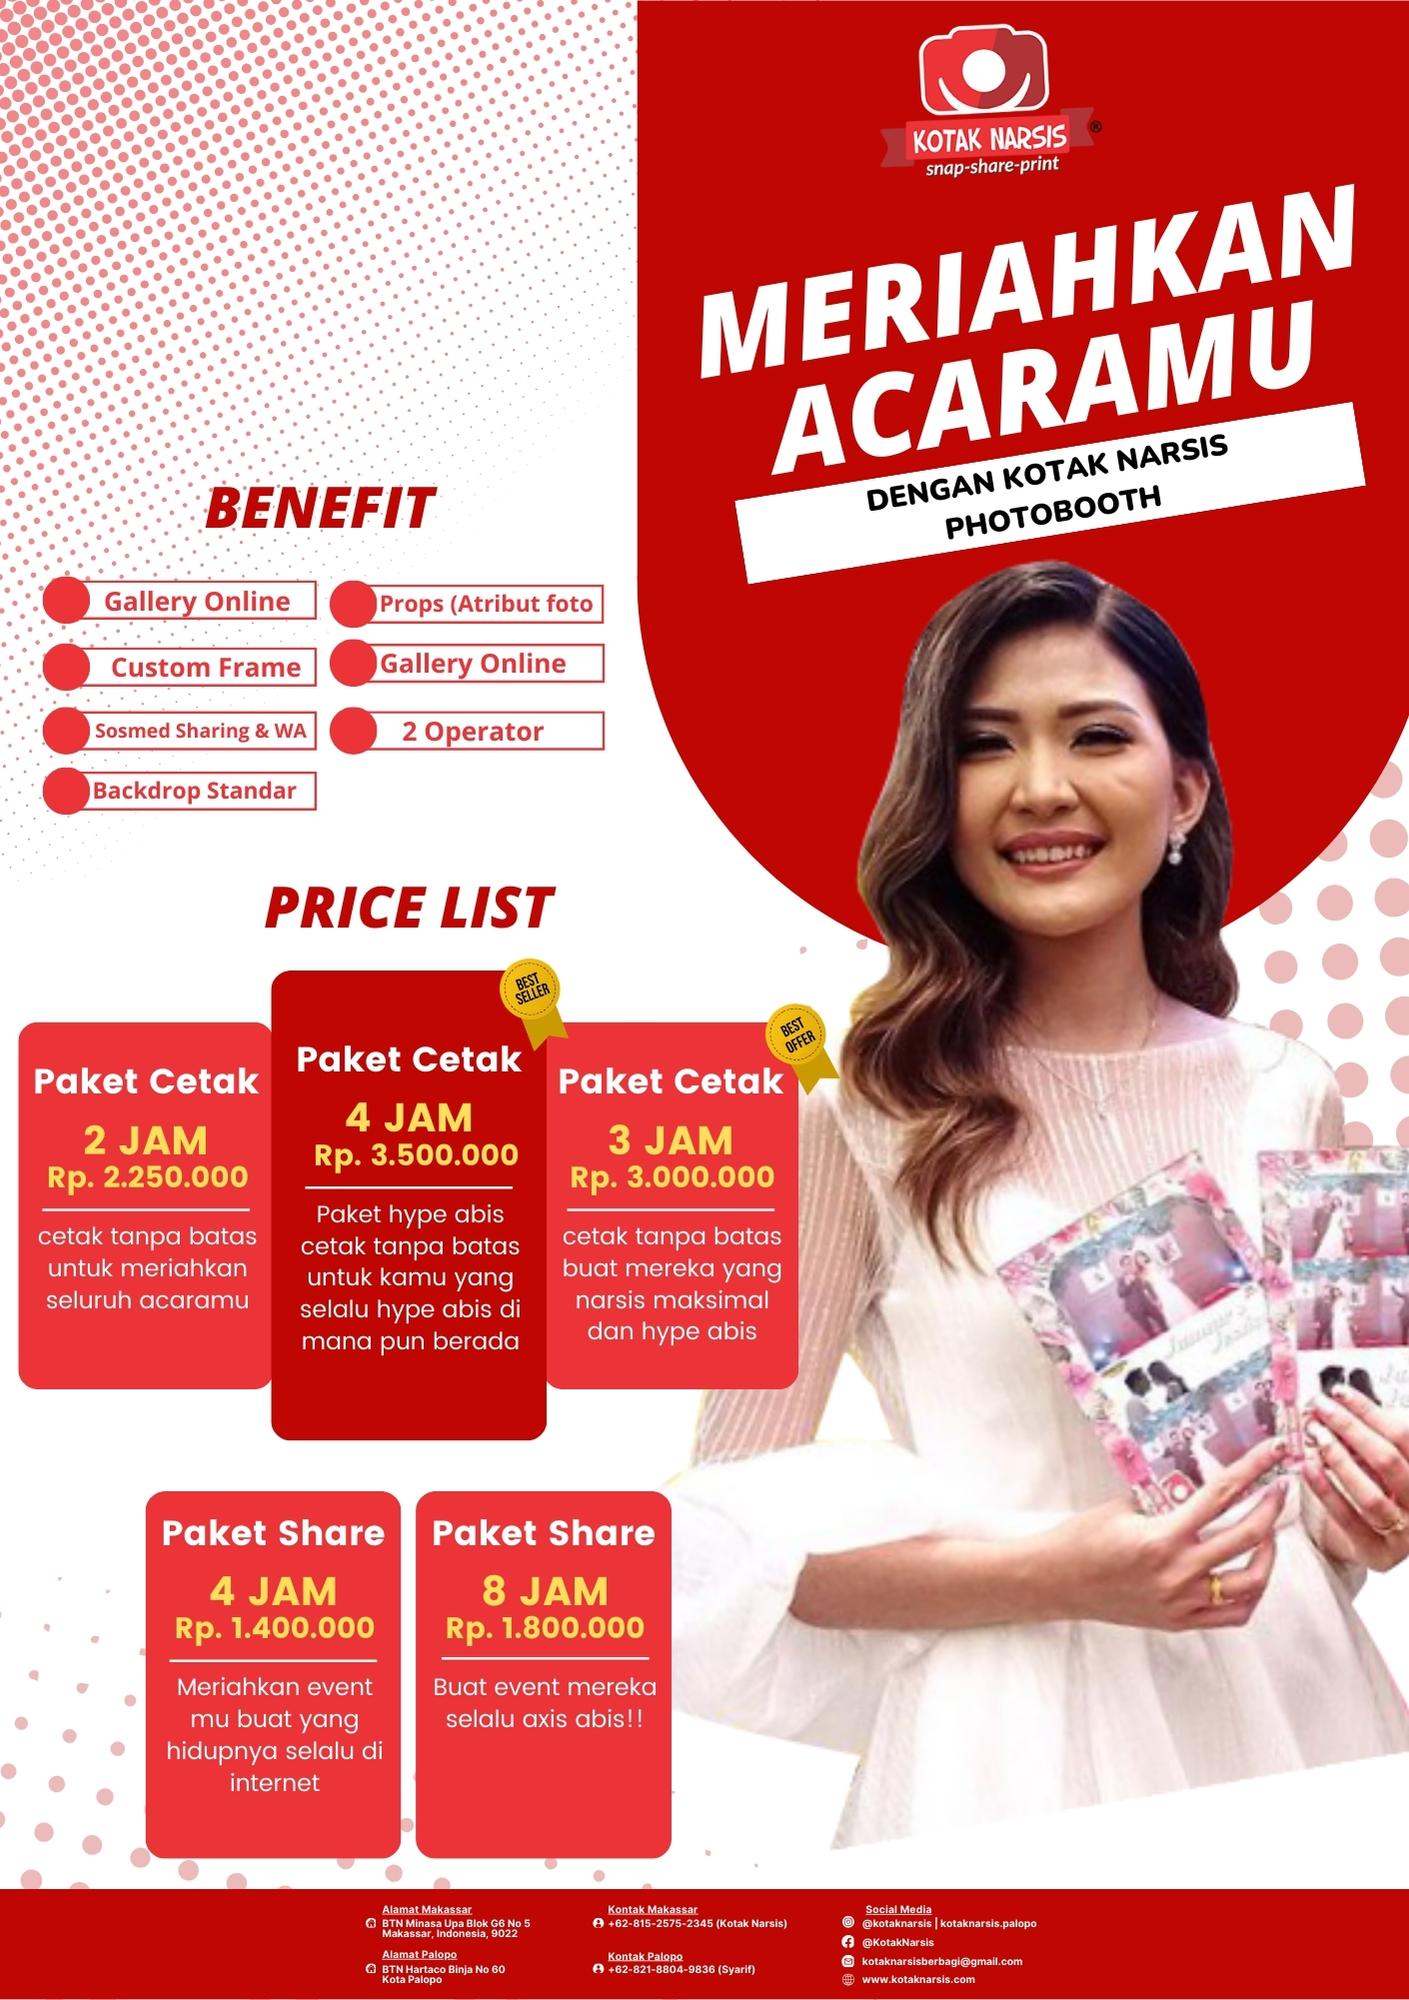 KOTAK NARSIS
®
snap-share-print
MERIAHKAN
ACARAMU
DENGAN KOTAK NARSIS
PHOTOBOOTH
BENEFIT
Gallery Online
Props (Atribut foto
Custom Frame
Gallery Online
Sosmed Sharing & WA
2 Operator
Backdrop Standar
PRICE LIST
Paket Cetak
2 JAM
Rp. 2.250.000
cetak tanpa batas
untuk meriahkan
seluruh acaramu
BEST
SELLER
Paket Cetak
4 JAM
Rp. 3.500.000
Paket hype abis
cetak tanpa batas
untuk kamu yang
selalu hype abis di
mana pun berada
BEST
OFFER
Paket Cetak
3 JAM
Rp. 3.000.000
cetak tanpa batas
buat mereka yang
narsis maksimal
dan hype abis
Paket Share
4 JAM
Rp. 1.400.000
Meriahkan event
mu buat yang
hidupnya selalu di
internet
Paket Share
8 JAM
Rp. 1.800.000
Buat event mereka
selalu axis abis!!
Alamat Makassar
BTN Minasa Upa Blok G6 No 5
Makassar, Indonesia, 9022
Alamat Palopo
BTN Hartaco Binja No 60
Kota Palopo
Kontak Makassar
+62-815-2575-2345 (Kotak Narsis)
Kontak Palopo
+62-821-8804-9836 (Syarif)
Social Media
@kotaknarsis | kotaknarsis.palopo
@KotakNarsis
kotaknarsisberbagi@gmail.com
www.kotaknarsis.com